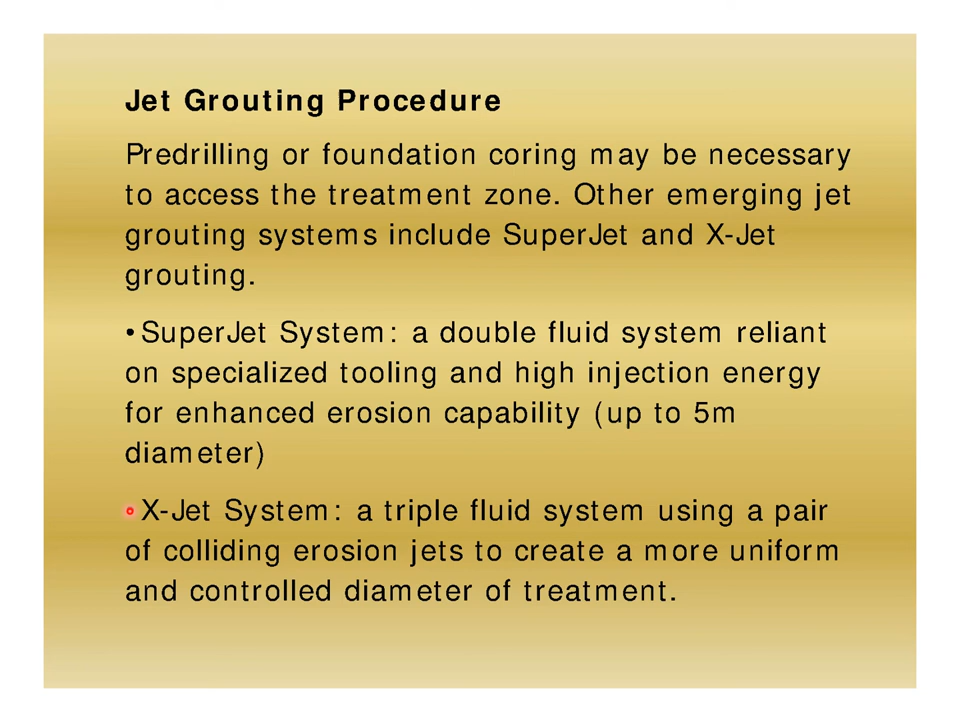 Jet Grouting Procedure
Predrilling or foundation coring may be necessary
to access the treatment zone. Other emerging jet
grouting systems include SuperJet and X-Jet
grouting.
• SuperJet System: a double fluid system reliant
on specialized tooling and high injection energy
for enhanced erosion capability (up to 5m
diameter)
• X-Jet System: a triple fluid system using a pair
of colliding erosion jets to create a more uniform
and controlled diameter of treatment.